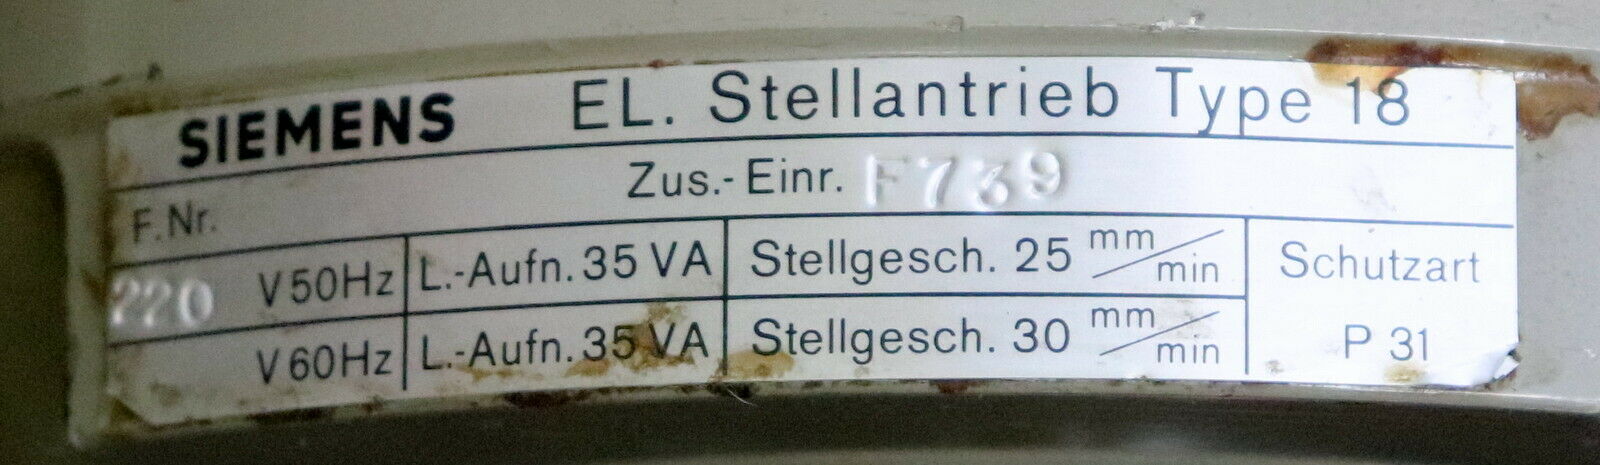 SIEMENS EL. Stellantrieb Type 18
Zus.-Einr. F739
F.Nr.
220 V50Hz L.-Aufn. 35 VA Stellgesch. 25 mm/min Schutzart
V60Hz L.-Aufn. 35 VA Stellgesch. 30 mm/min P 31